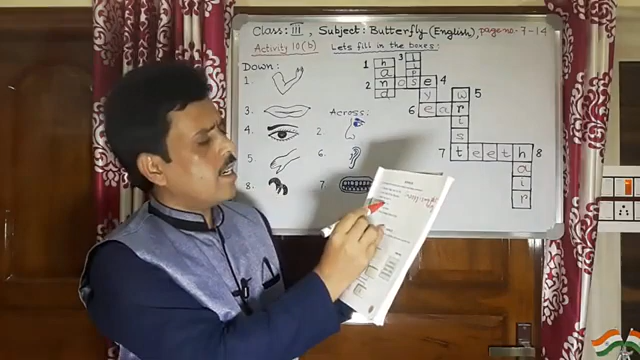 Class: III, Subject: Butterfly (English), page no- 7-14
Activity 10(b) Lets fill in the boxes:
Down: Across:
1.
3.
4. 2.
5. 6.
8. 7
1 h 3 l
a i
n p
2 n o s e 4
d y
6 e a r
w 5
r
i
s
7 t e e t h 8
a
i
r